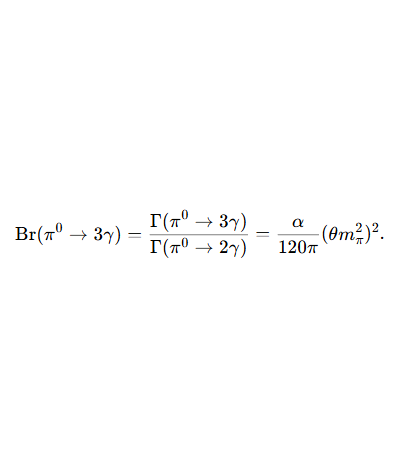 Br(π⁰ → 3γ) = Γ(π⁰ → 3γ) / Γ(π⁰ → 2γ) = α / 120π (θm_π²)².